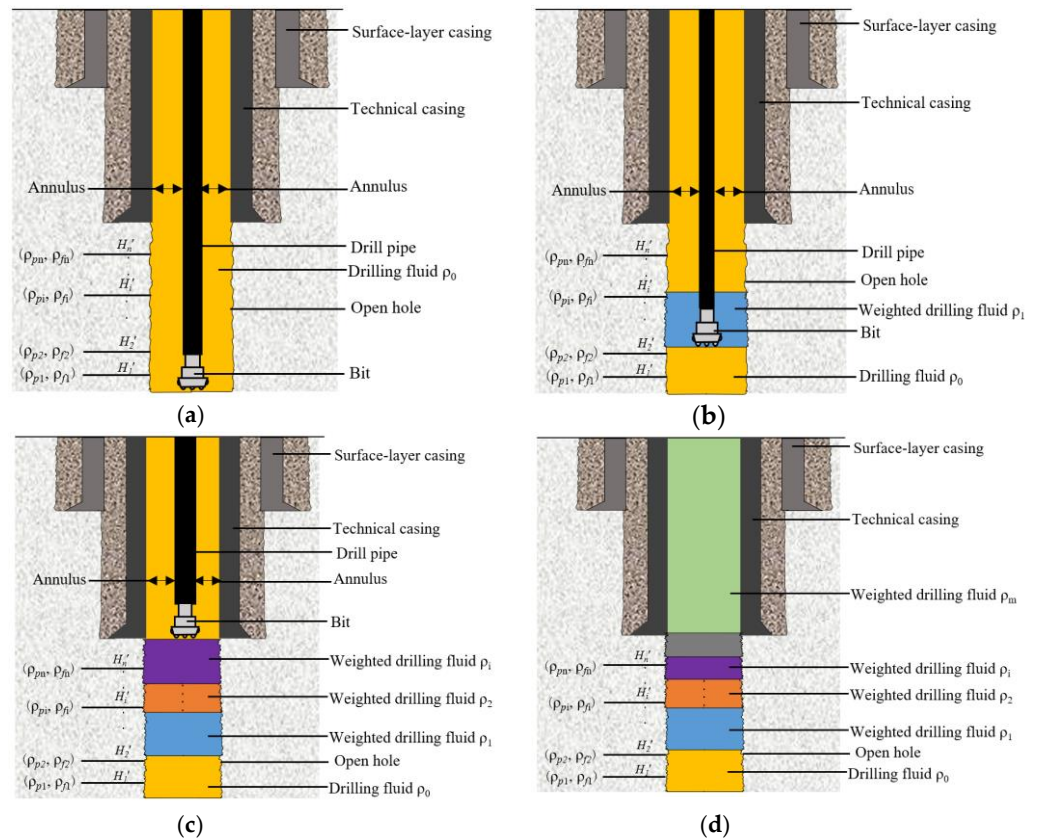 Surface-layer casing
Technical casing
Annulus
Annulus
Drill pipe
Drilling fluid ρ0
Open hole
Bit
(ρpn, ρfn)
Hn'
(ρpi, ρfi)
Hi'
(ρp2, ρf2)
H2'
(ρp1, ρf1)
H1'
(a)
Surface-layer casing
Technical casing
Annulus
Annulus
Drill pipe
Open hole
Weighted drilling fluid ρ1
Bit
Drilling fluid ρ0
(ρpn, ρfn)
Hn'
(ρpi, ρfi)
Hi'
(ρp2, ρf2)
H2'
(ρp1, ρf1)
H1'
(b)
Surface-layer casing
Technical casing
Drill pipe
Annulus
Annulus
Bit
Weighted drilling fluid ρi
Weighted drilling fluid ρ2
Weighted drilling fluid ρ1
Open hole
Drilling fluid ρ0
(ρpn, ρfn)
Hn'
(ρpi, ρfi)
Hi'
(ρp2, ρf2)
H2'
(ρp1, ρf1)
H1'
(c)
Surface-layer casing
Technical casing
Weighted drilling fluid ρm
Weighted drilling fluid ρi
Weighted drilling fluid ρ2
Weighted drilling fluid ρ1
Open hole
Drilling fluid ρ0
(ρpn, ρfn)
Hn'
(ρpi, ρfi)
Hi'
(ρp2, ρf2)
H2'
(ρp1, ρf1)
H1'
(d)